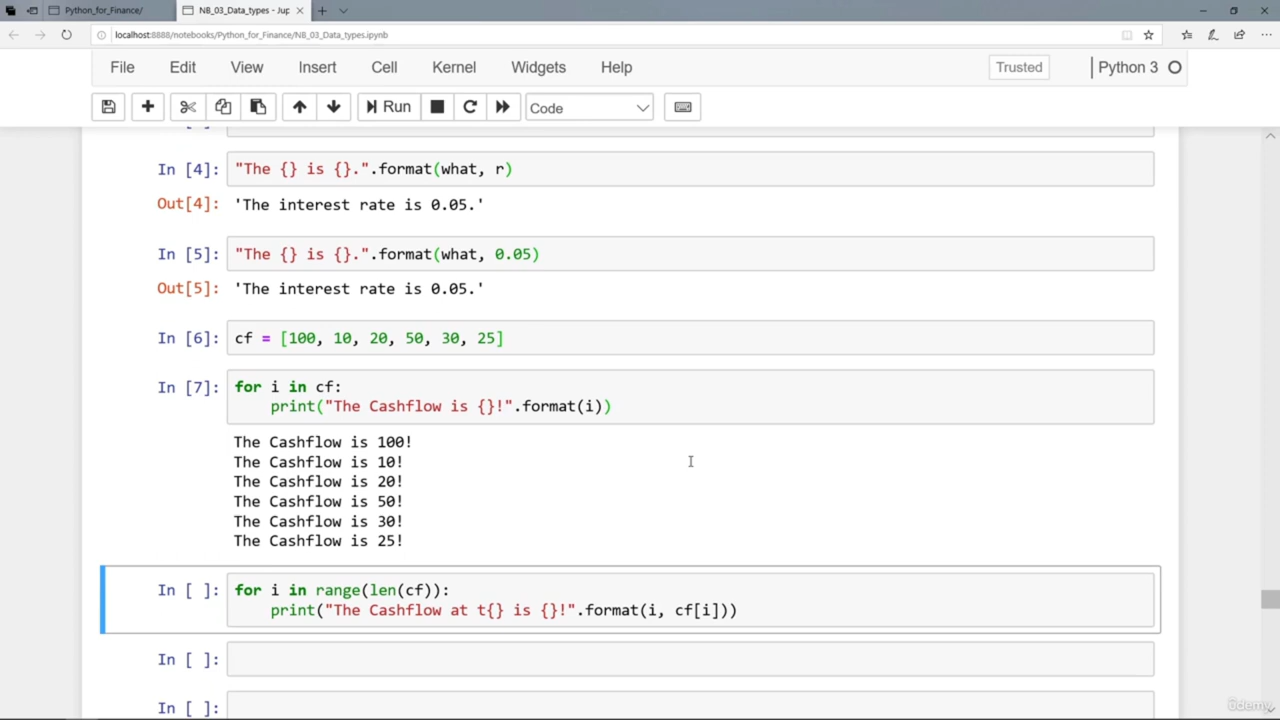 Python_for_Finance/
NB_03_Data_types - Jup
localhost:8888/notebooks/Python_for_Finance/NB_03_Data_types.ipynb
File Edit View Insert Cell Kernel Widgets Help Trusted Python 3
Run Code
In [4]: "The {} is {}.".format(what, r)
Out[4]: 'The interest rate is 0.05.'
In [5]: "The {} is {}.".format(what, 0.05)
Out[5]: 'The interest rate is 0.05.'
In [6]: cf = [100, 10, 20, 50, 30, 25]
In [7]: for i in cf:
    print("The Cashflow is {}!".format(i))
The Cashflow is 100!
The Cashflow is 10!
The Cashflow is 20!
The Cashflow is 50!
The Cashflow is 30!
The Cashflow is 25!
In [ ]: for i in range(len(cf)):
    print("The Cashflow at t{} is {}!".format(i, cf[i]))
In [ ]:
In [ ]:
ûdemy